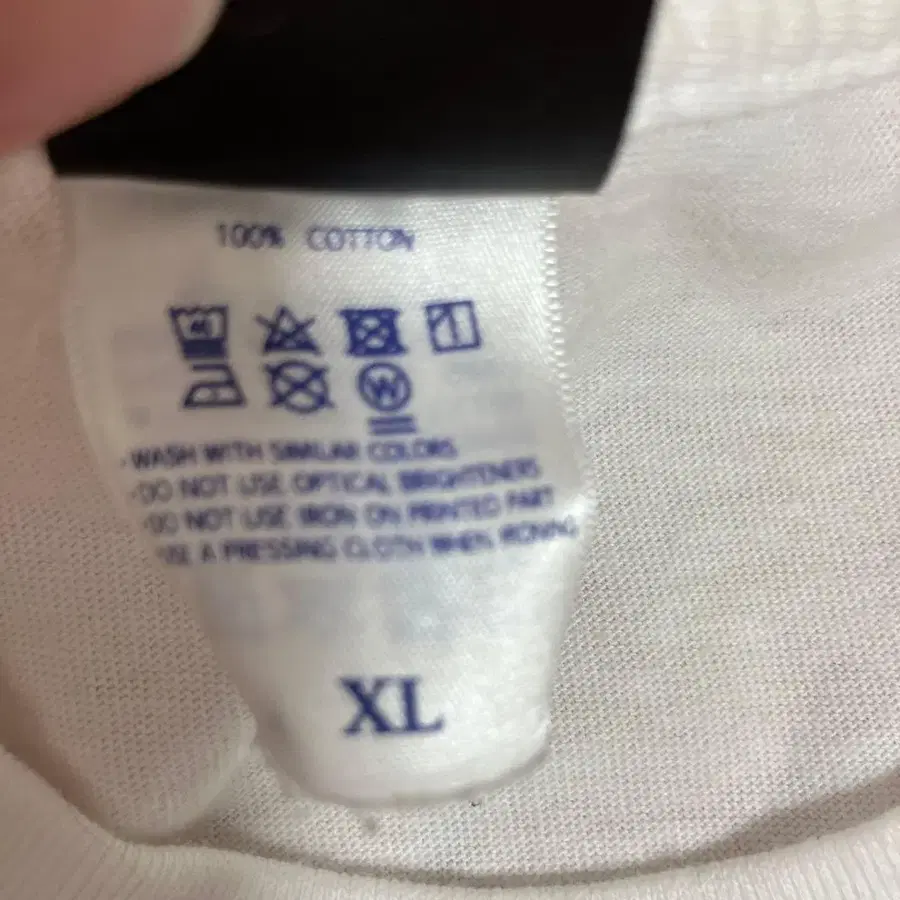 100% COTTON
W
·WASH WITH SIMILAR COLORS
·DO NOT USE OPTICAL BRIGHTENERS
·DO NOT USE IRON ON PRINTED PART
USE A PRESSING CLOTH WHEN IRONING
XL